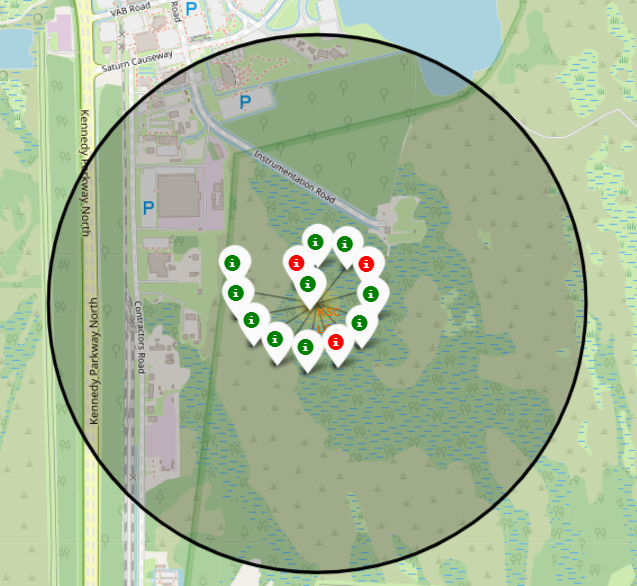 VAB Road
P
Road
Saturn Causeway
P
Instrumentation Road
Kennedy Parkway North
P
Kennedy Parkway North
Contractors Road